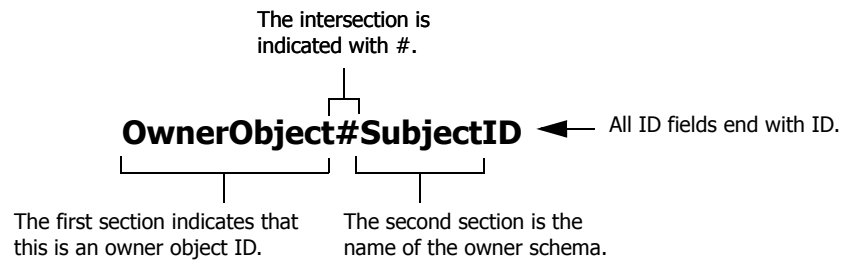 The intersection is
indicated with #.
OwnerObject#SubjectID
All ID fields end with ID.
The first section indicates that
this is an owner object ID.
The second section is the
name of the owner schema.